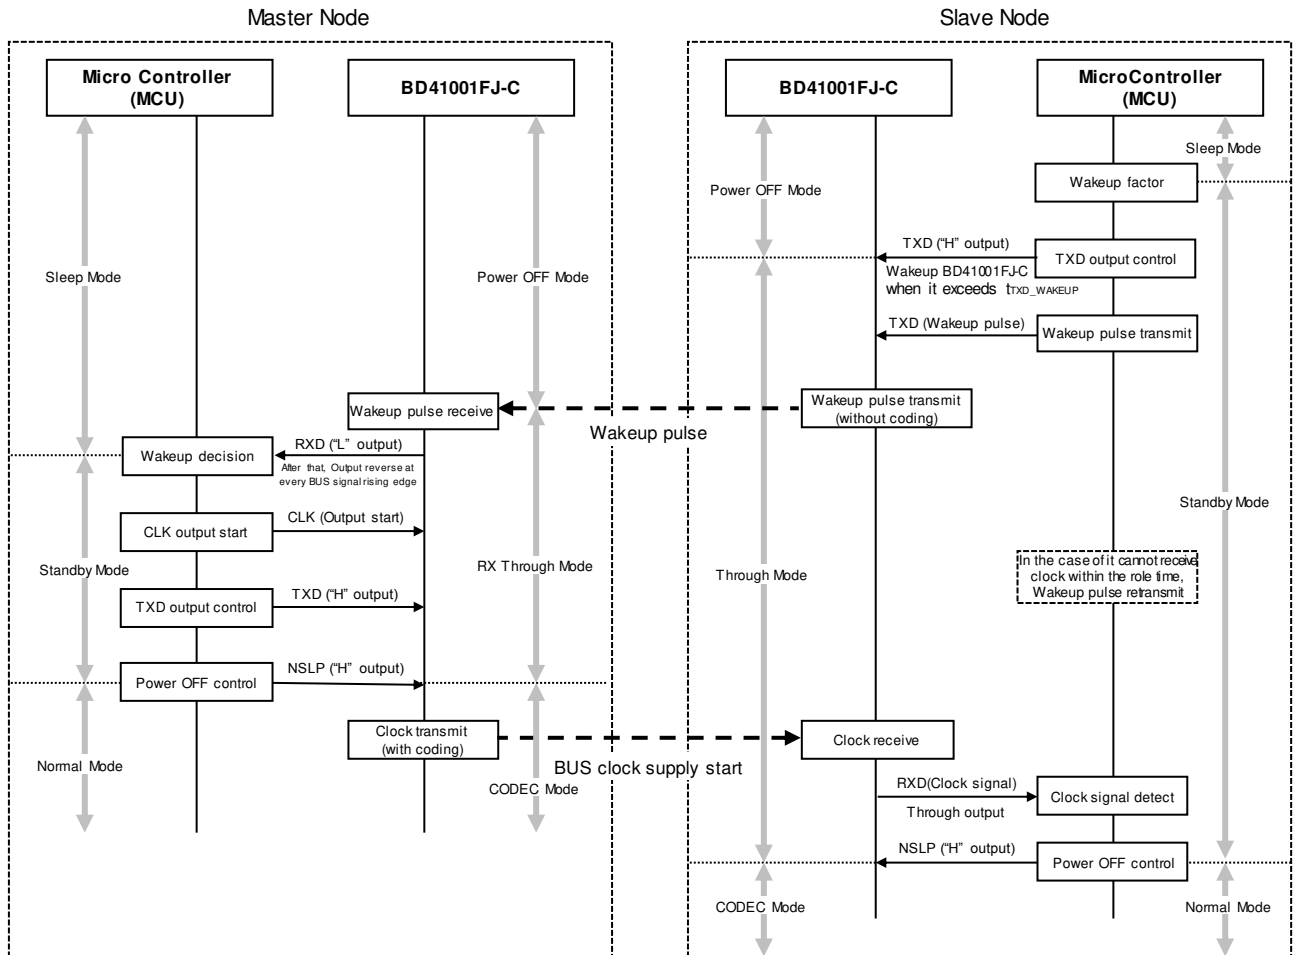 Master Node
Slave Node
Micro Controller
(MCU)
BD41001FJ-C
BD41001FJ-C
MicroController
(MCU)
Sleep Mode
Wakeup factor
Power OFF Mode
TXD ("H" output)
TXD output control
Wakeup BD41001FJ-C
when it exceeds tTXD_WAKEUP
Sleep Mode
Power OFF Mode
TXD (Wakeup pulse)
Wakeup pulse transmit
Wakeup pulse receive
Wakeup pulse transmit
(without coding)
Wakeup pulse
Wakeup decision
RXD ("L" output)
After that, Output reverse at
every BUS signal rising edge
Standby Mode
CLK output start
CLK (Output start)
Standby Mode
RX Through Mode
Through Mode
In the case of it cannot receive
clock within the role time,
Wakeup pulse retransmit
TXD output control
TXD ("H" output)
Power OFF control
NSLP ("H" output)
Clock transmit
(with coding)
Clock receive
BUS clock supply start
Normal Mode
CODEC Mode
RXD(Clock signal)
Through output
Clock signal detect
NSLP ("H" output)
Power OFF control
CODEC Mode
Normal Mode